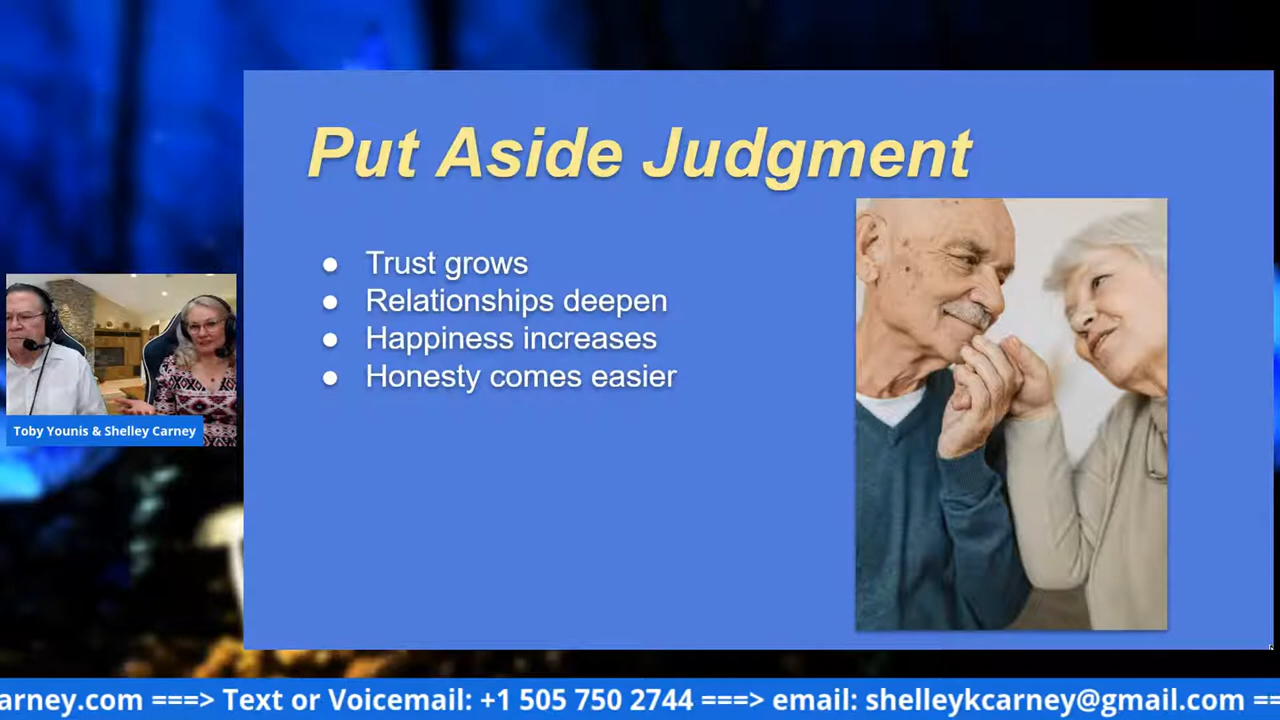 Put Aside Judgment
● Trust grows
● Relationships deepen
● Happiness increases
● Honesty comes easier
Toby Younis & Shelley Carney
arney.com ===> Text or Voicemail: +1 505 750 2744 ===> email: shelleykcarney@gmail.com ==